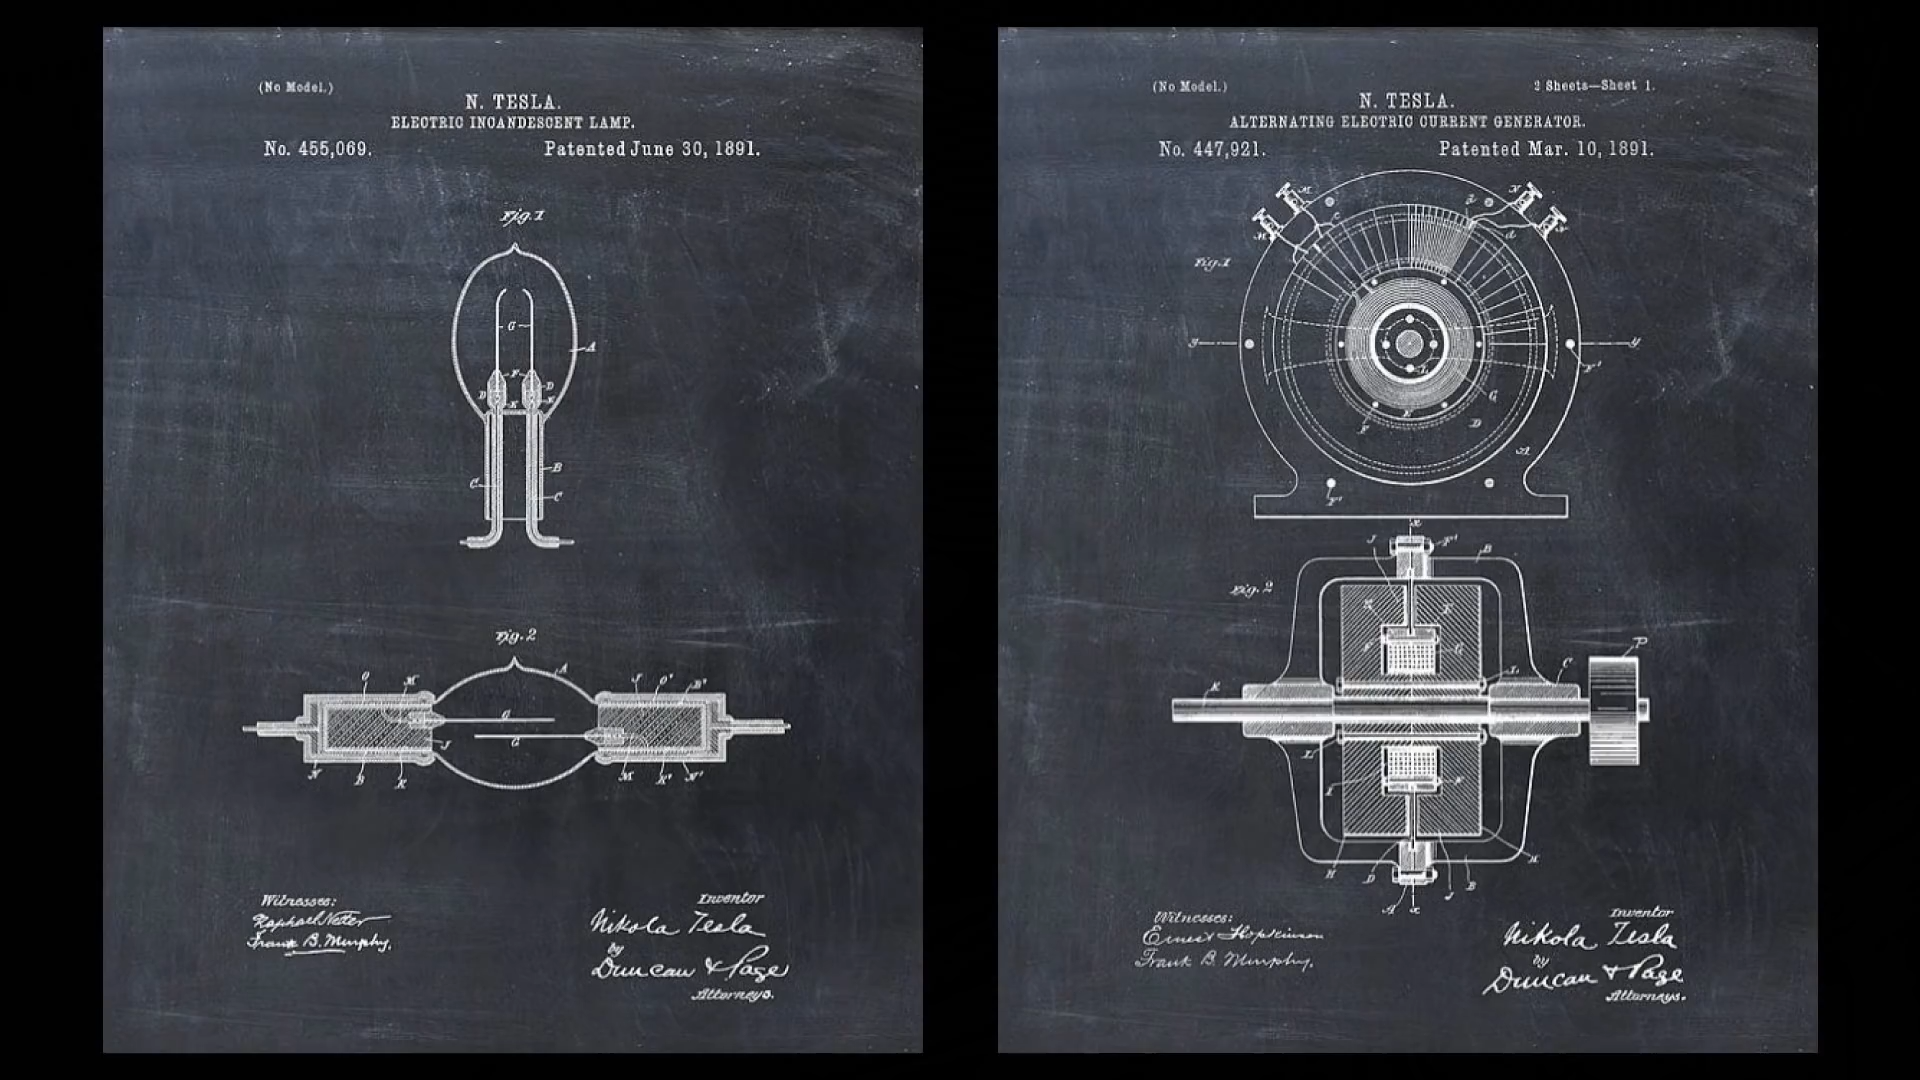 (No Model.)
N. TESLA.
ELECTRIC INCANDESCENT LAMP.
No. 455,069.
Patented June 30, 1891.
Fig. 1
G
A
F
D
D
K
K
B
C
C
Fig. 2
O
M
A
J
O'
B'
G
G
J
N
B
K
M
K'
N'
Witnesses:
Raphael Netter
Frank B. Murphy.
Inventor
Nikola Tesla
by
Duncan & Page
Attorneys.
(No Model.)
2 Sheets—Sheet 1.
N. TESLA.
ALTERNATING ELECTRIC CURRENT GENERATOR.
No. 447,921.
Patented Mar. 10, 1891.
M
N
M
N
c
d
d
Fig. 1
y
y
F'
L
G
E
F
D
A
F'
x
J
F'
B
Fig. 2
G
L
C
P
K
L
I
F
H
D
J
B
A
x
Witnesses:
Ernest Hopkinson
Frank B. Murphy.
Inventor
Nikola Tesla
by
Duncan & Page
Attorneys.